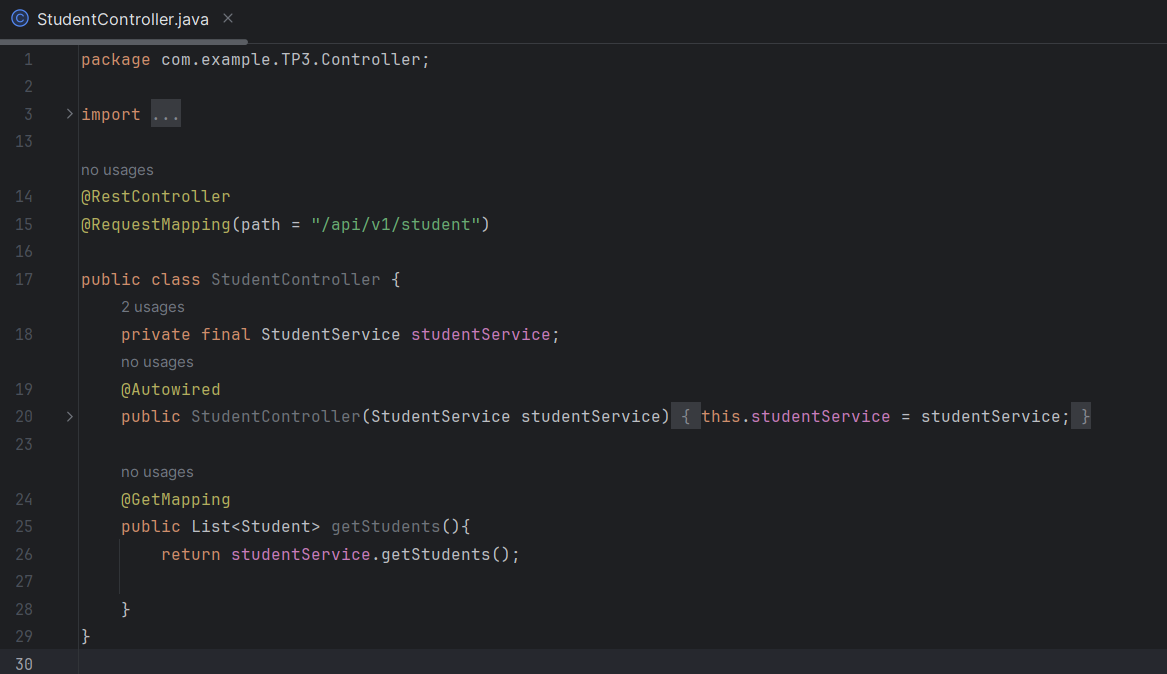 StudentController.java
1 package com.example.TP3.Controller;
2
3 import ...
13
no usages
14 @RestController
15 @RequestMapping(path = "/api/v1/student")
16
17 public class StudentController {
2 usages
18 private final StudentService studentService;
no usages
19 @Autowired
20 public StudentController(StudentService studentService) { this.studentService = studentService; }
23
no usages
24 @GetMapping
25 public List<Student> getStudents(){
26 return studentService.getStudents();
27
28 }
29 }
30